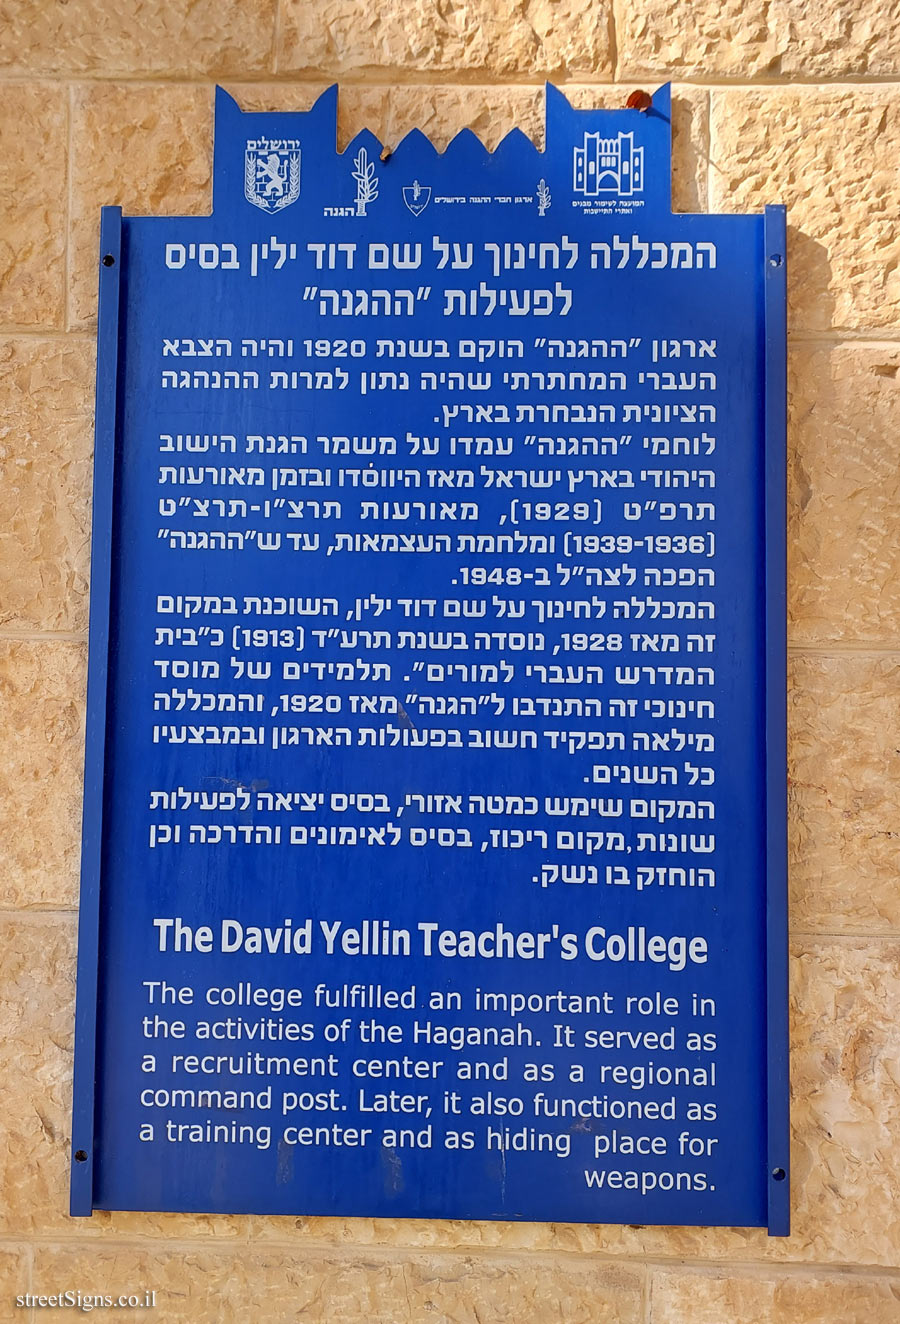 ירושלים
הגנה
ארגון חברי ההגנה בירושלים
המועצה לשימור מבנים
ואתרי התיישבות
המכללה לחינוך על שם דוד ילין בסיס
לפעילות "ההגנה"
ארגון "ההגנה" הוקם בשנת 1920 והיה הצבא
העברי המחתרתי שהיה נתון למרות ההנהגה
הציונית הנבחרת בארץ.
לוחמי "ההגנה" עמדו על משמר הגנת הישוב
היהודי בארץ ישראל מאז היווסדו ובזמן מאורעות
תרפ"ט (1929), מאורעות תרצ"ו-תרצ"ט
(1939-1936) ומלחמת העצמאות, עד ש"ההגנה"
הפכה לצה"ל ב-1948.
המכללה לחינוך על שם דוד ילין, השוכנת במקום
זה מאז 1928, נוסדה בשנת תרע"ד (1913) כ"בית
המדרש העברי למורים". תלמידים של מוסד
חינוכי זה התנדבו ל"הגנה" מאז 1920, והמכללה
מילאה תפקיד חשוב בפעולות הארגון ובמבצעיו
כל השנים.
המקום שימש כמטה אזורי, בסיס יציאה לפעילות
שונות ,מקום ריכוז, בסיס לאימונים והדרכה וכן
הוחזק בו נשק.
The David Yellin Teacher's College
The college fulfilled an important role in
the activities of the Haganah. It served as
a recruitment center and as a regional
command post. Later, it also functioned as
a training center and as hiding place for
weapons.
streetSigns.co.il